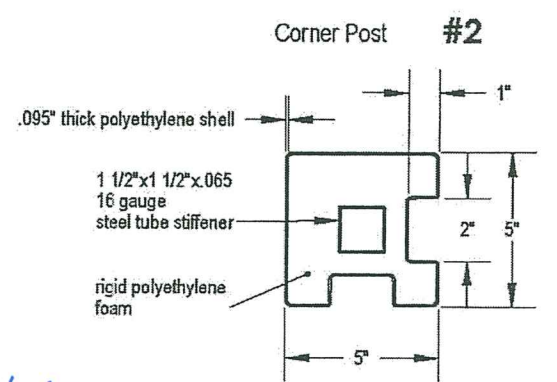 Corner Post #2
1"
.095" thick polyethylene shell
1 1/2"x1 1/2"x.065
16 gauge
steel tube stiffener
2" 5"
rigid polyethylene
foam
5"